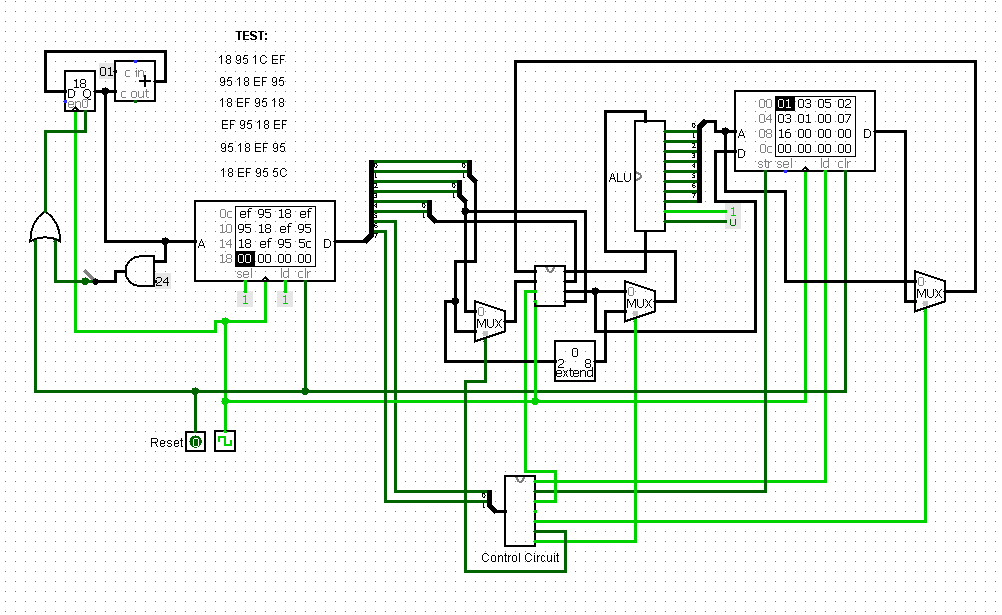 TEST:
18 95 1C EF
95 18 EF 95
18 EF 95 18
EF 95 18 EF
95 18 EF 95
18 EF 95 5C
18
D Q
en0
01
c in
+
c out
24
0c ef 95 18 ef
10 95 18 ef 95
14 18 ef 95 5c
18 00 00 00 00
A
D
sel ld clr
1
1
Reset
0
0
MUX
0
2 8
extend
0
MUX
ALU
1
U
00 01 03 05 02
04 03 01 00 07
08 16 00 00 00
0c 00 00 00 00
A
D
D
str sel ld clr
0
MUX
Control Circuit